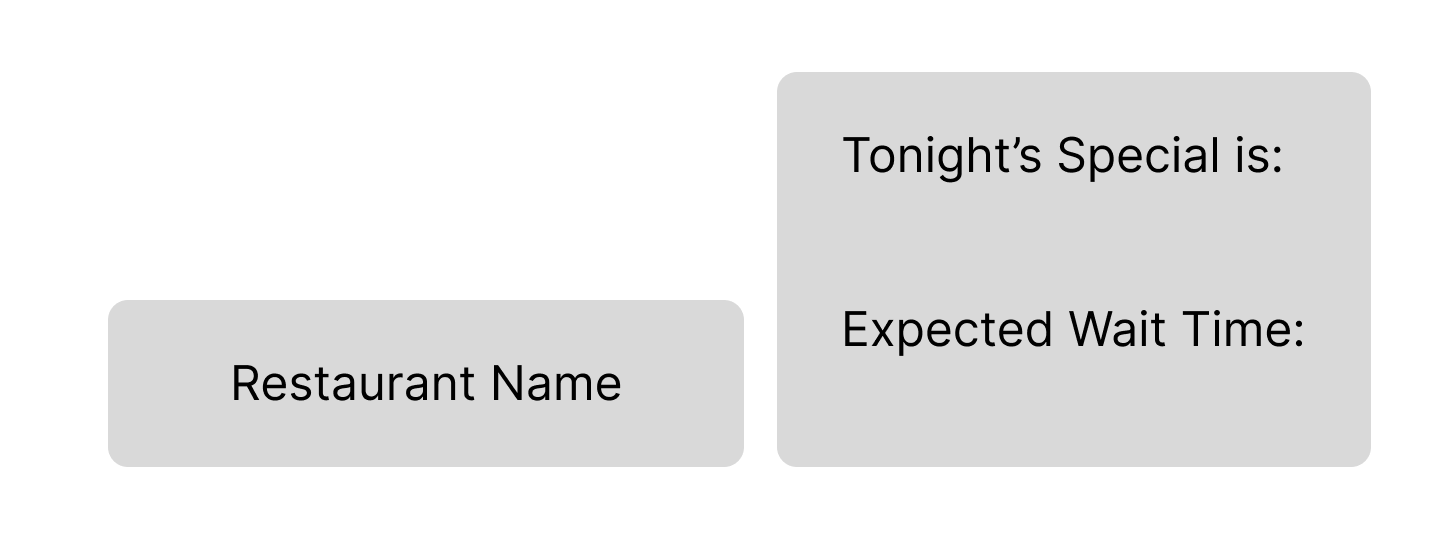 Restaurant Name
Tonight’s Special is:
Expected Wait Time: